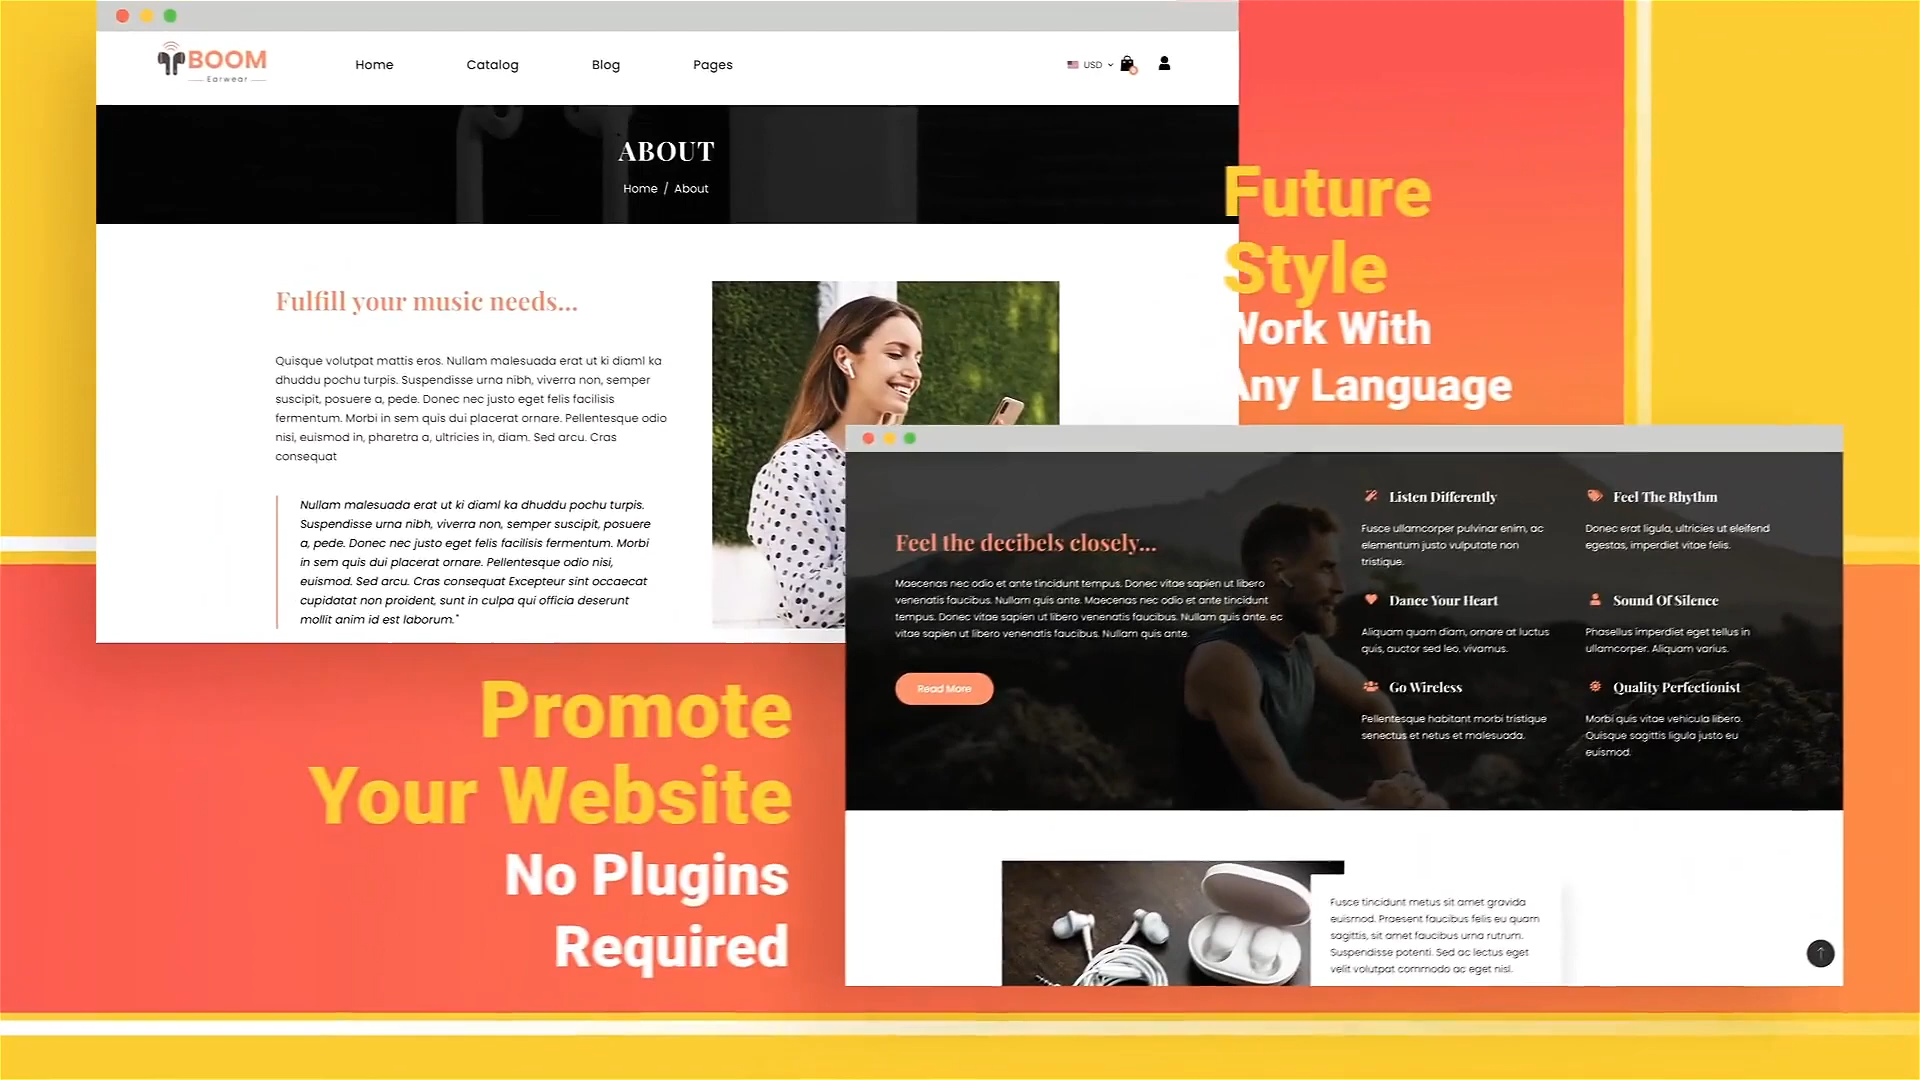 BOOM
Earwear
Home
Catalog
Blog
Pages
USD
ABOUT
Home / About
Fulfill your music needs...
Quisque volutpat mattis eros. Nullam malesuada erat ut ki diaml ka
dhuddu pochu turpis. Suspendisse urna nibh, viverra non, semper
suscipit, posuere a, pede. Donec nec justo eget felis facilisis
fermentum. Morbi in sem quis dui placerat ornare. Pellentesque odio
nisi, euismod in, pharetra a, ultricies in, diam. Sed arcu. Cras
consequat
Nullam malesuada erat ut ki diaml ka dhuddu pochu turpis.
Suspendisse urna nibh, viverra non, semper suscipit, posuere
a, pede. Donec nec justo eget felis facilisis fermentum. Morbi
in sem quis dui placerat ornare. Pellentesque odio nisi,
euismod. Sed arcu. Cras consequat Excepteur sint occaecat
cupidatat non proident, sunt in culpa qui officia deserunt
mollit anim id est laborum."
Future
Style
Work With
Any Language
Feel the decibels closely...
Maecenas nec odio et ante tincidunt tempus. Donec vitae sapien ut libero
venenatis faucibus. Nullam quis ante. Maecenas nec odio et ante tincidunt
tempus. Donec vitae sapien ut libero venenatis faucibus. Nullam quis ante. ec
vitae sapien ut libero venenatis faucibus. Nullam quis ante.
Read More
Listen Differently
Fusce ullamcorper pulvinar enim, ac
elementum justo vulputate non
tristique.
Feel The Rhythm
Donec erat ligula, ultricies ut eleifend
egestas, imperdiet vitae felis.
Dance Your Heart
Aliquam quam diam, ornare at luctus
quis, auctor sed leo. vivamus.
Sound Of Silence
Phasellus imperdiet eget tellus in
ullamcorper. Aliquam varius.
Go Wireless
Pellentesque habitant morbi tristique
senectus et netus et malesuada.
Quality Perfectionist
Morbi quis vitae vehicula libero.
Quisque sagittis ligula justo eu
euismod.
Fusce tincidunt metus sit amet gravida
euismod. Praesent faucibus felis eu quam
sagittis, sit amet faucibus urna rutrum.
Suspendisse potenti. Sed ac lectus eget
velit volutpat commodo ac eget nisl.
Promote
Your Website
No Plugins
Required